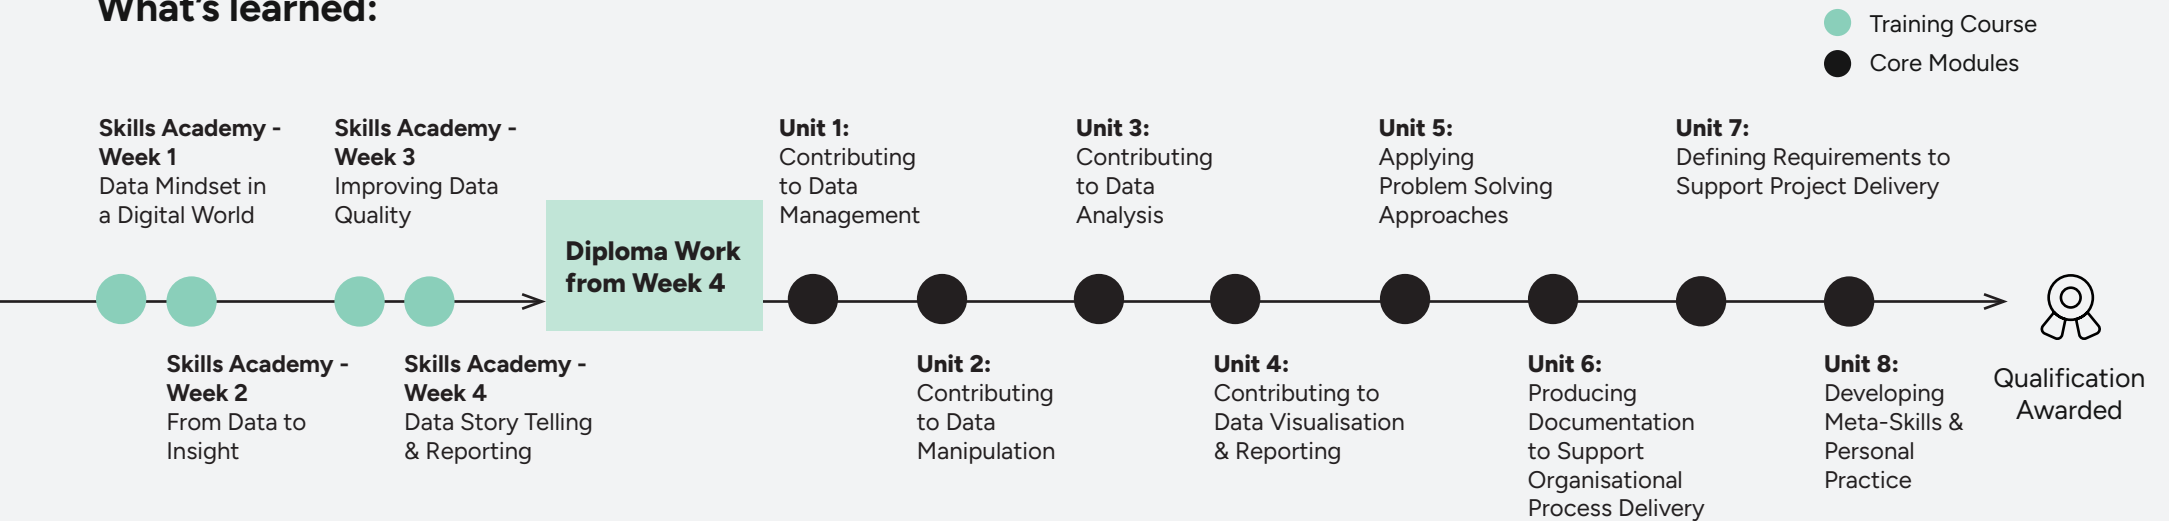 What's learned:
Training Course
Core Modules
Skills Academy -
Week 1
Data Mindset in
a Digital World
Skills Academy -
Week 3
Improving Data
Quality
Unit 1:
Contributing
to Data
Management
Unit 3:
Contributing
to Data
Analysis
Unit 5:
Applying
Problem Solving
Approaches
Unit 7:
Defining Requirements to
Support Project Delivery
Diploma Work
from Week 4
Skills Academy -
Week 2
From Data to
Insight
Skills Academy -
Week 4
Data Story Telling
& Reporting
Unit 2:
Contributing
to Data
Manipulation
Unit 4:
Contributing to
Data Visualisation
& Reporting
Unit 6:
Producing
Documentation
to Support
Organisational
Process Delivery
Unit 8:
Developing
Meta-Skills &
Personal
Practice
Qualification
Awarded